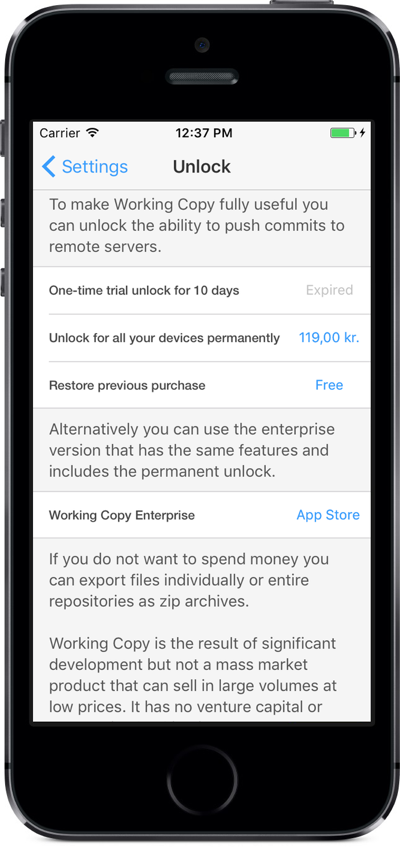 Carrier 12:37 PM
Settings Unlock
To make Working Copy fully useful you
can unlock the ability to push commits to
remote servers.
One-time trial unlock for 10 days Expired
Unlock for all your devices permanently 119,00 kr.
Restore previous purchase Free
Alternatively you can use the enterprise
version that has the same features and
includes the permanent unlock.
Working Copy Enterprise App Store
If you do not want to spend money you
can export files individually or entire
repositories as zip archives.
Working Copy is the result of significant
development but not a mass market
product that can sell in large volumes at
low prices. It has no venture capital or